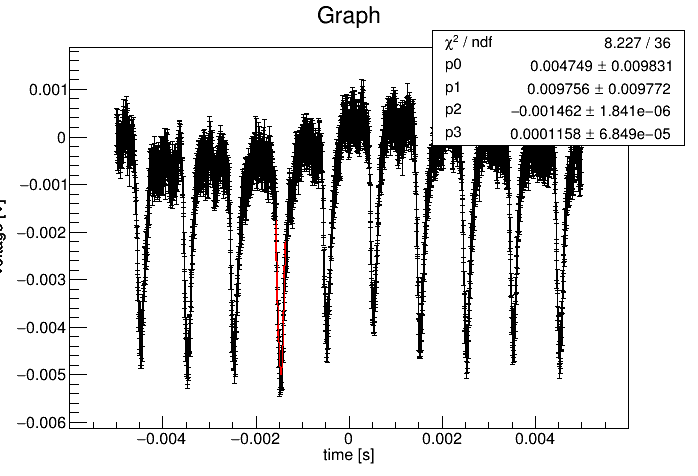 Graph
χ² / ndf 8.227 / 36
p0 0.004749 ± 0.009831
p1 0.009756 ± 0.009772
p2 −0.001462 ± 1.841e−06
p3 0.0001158 ± 6.849e−05
0.001
0
−0.001
−0.002
−0.003
−0.004
−0.005
−0.006
−0.004 −0.002 0 0.002 0.004
time [s]